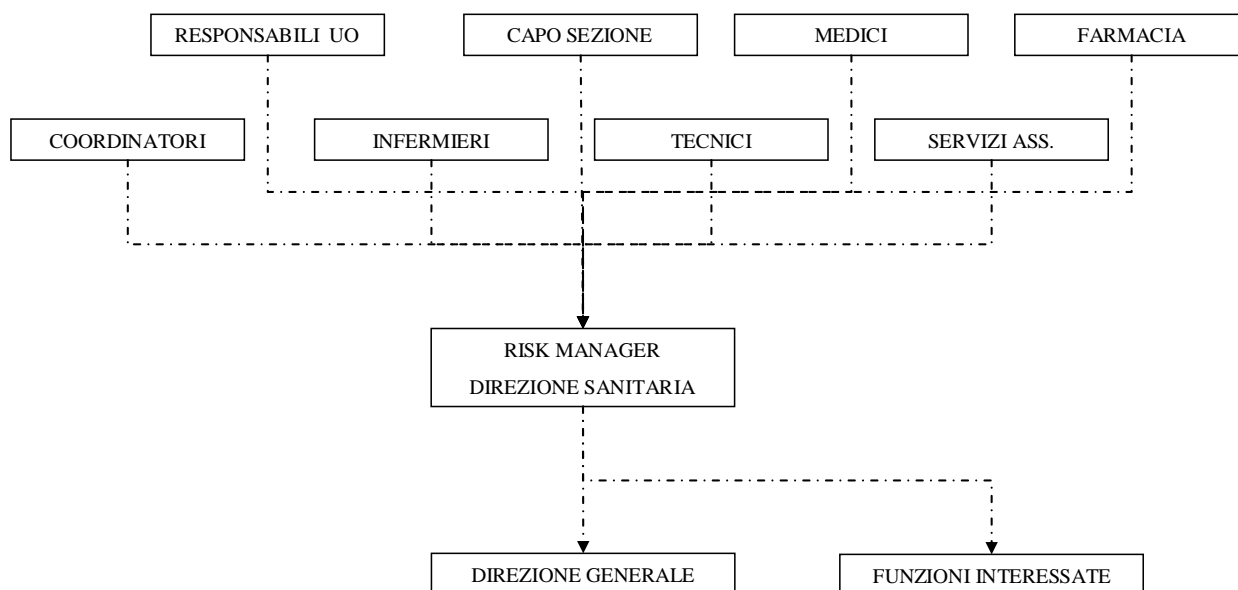 RESPONSABILI UO
CAPO SEZIONE
MEDICI
FARMACIA
COORDINATORI
INFERMIERI
TECNICI
SERVIZI ASS.
RISK MANAGER
DIREZIONE SANITARIA
DIREZIONE GENERALE
FUNZIONI INTERESSATE